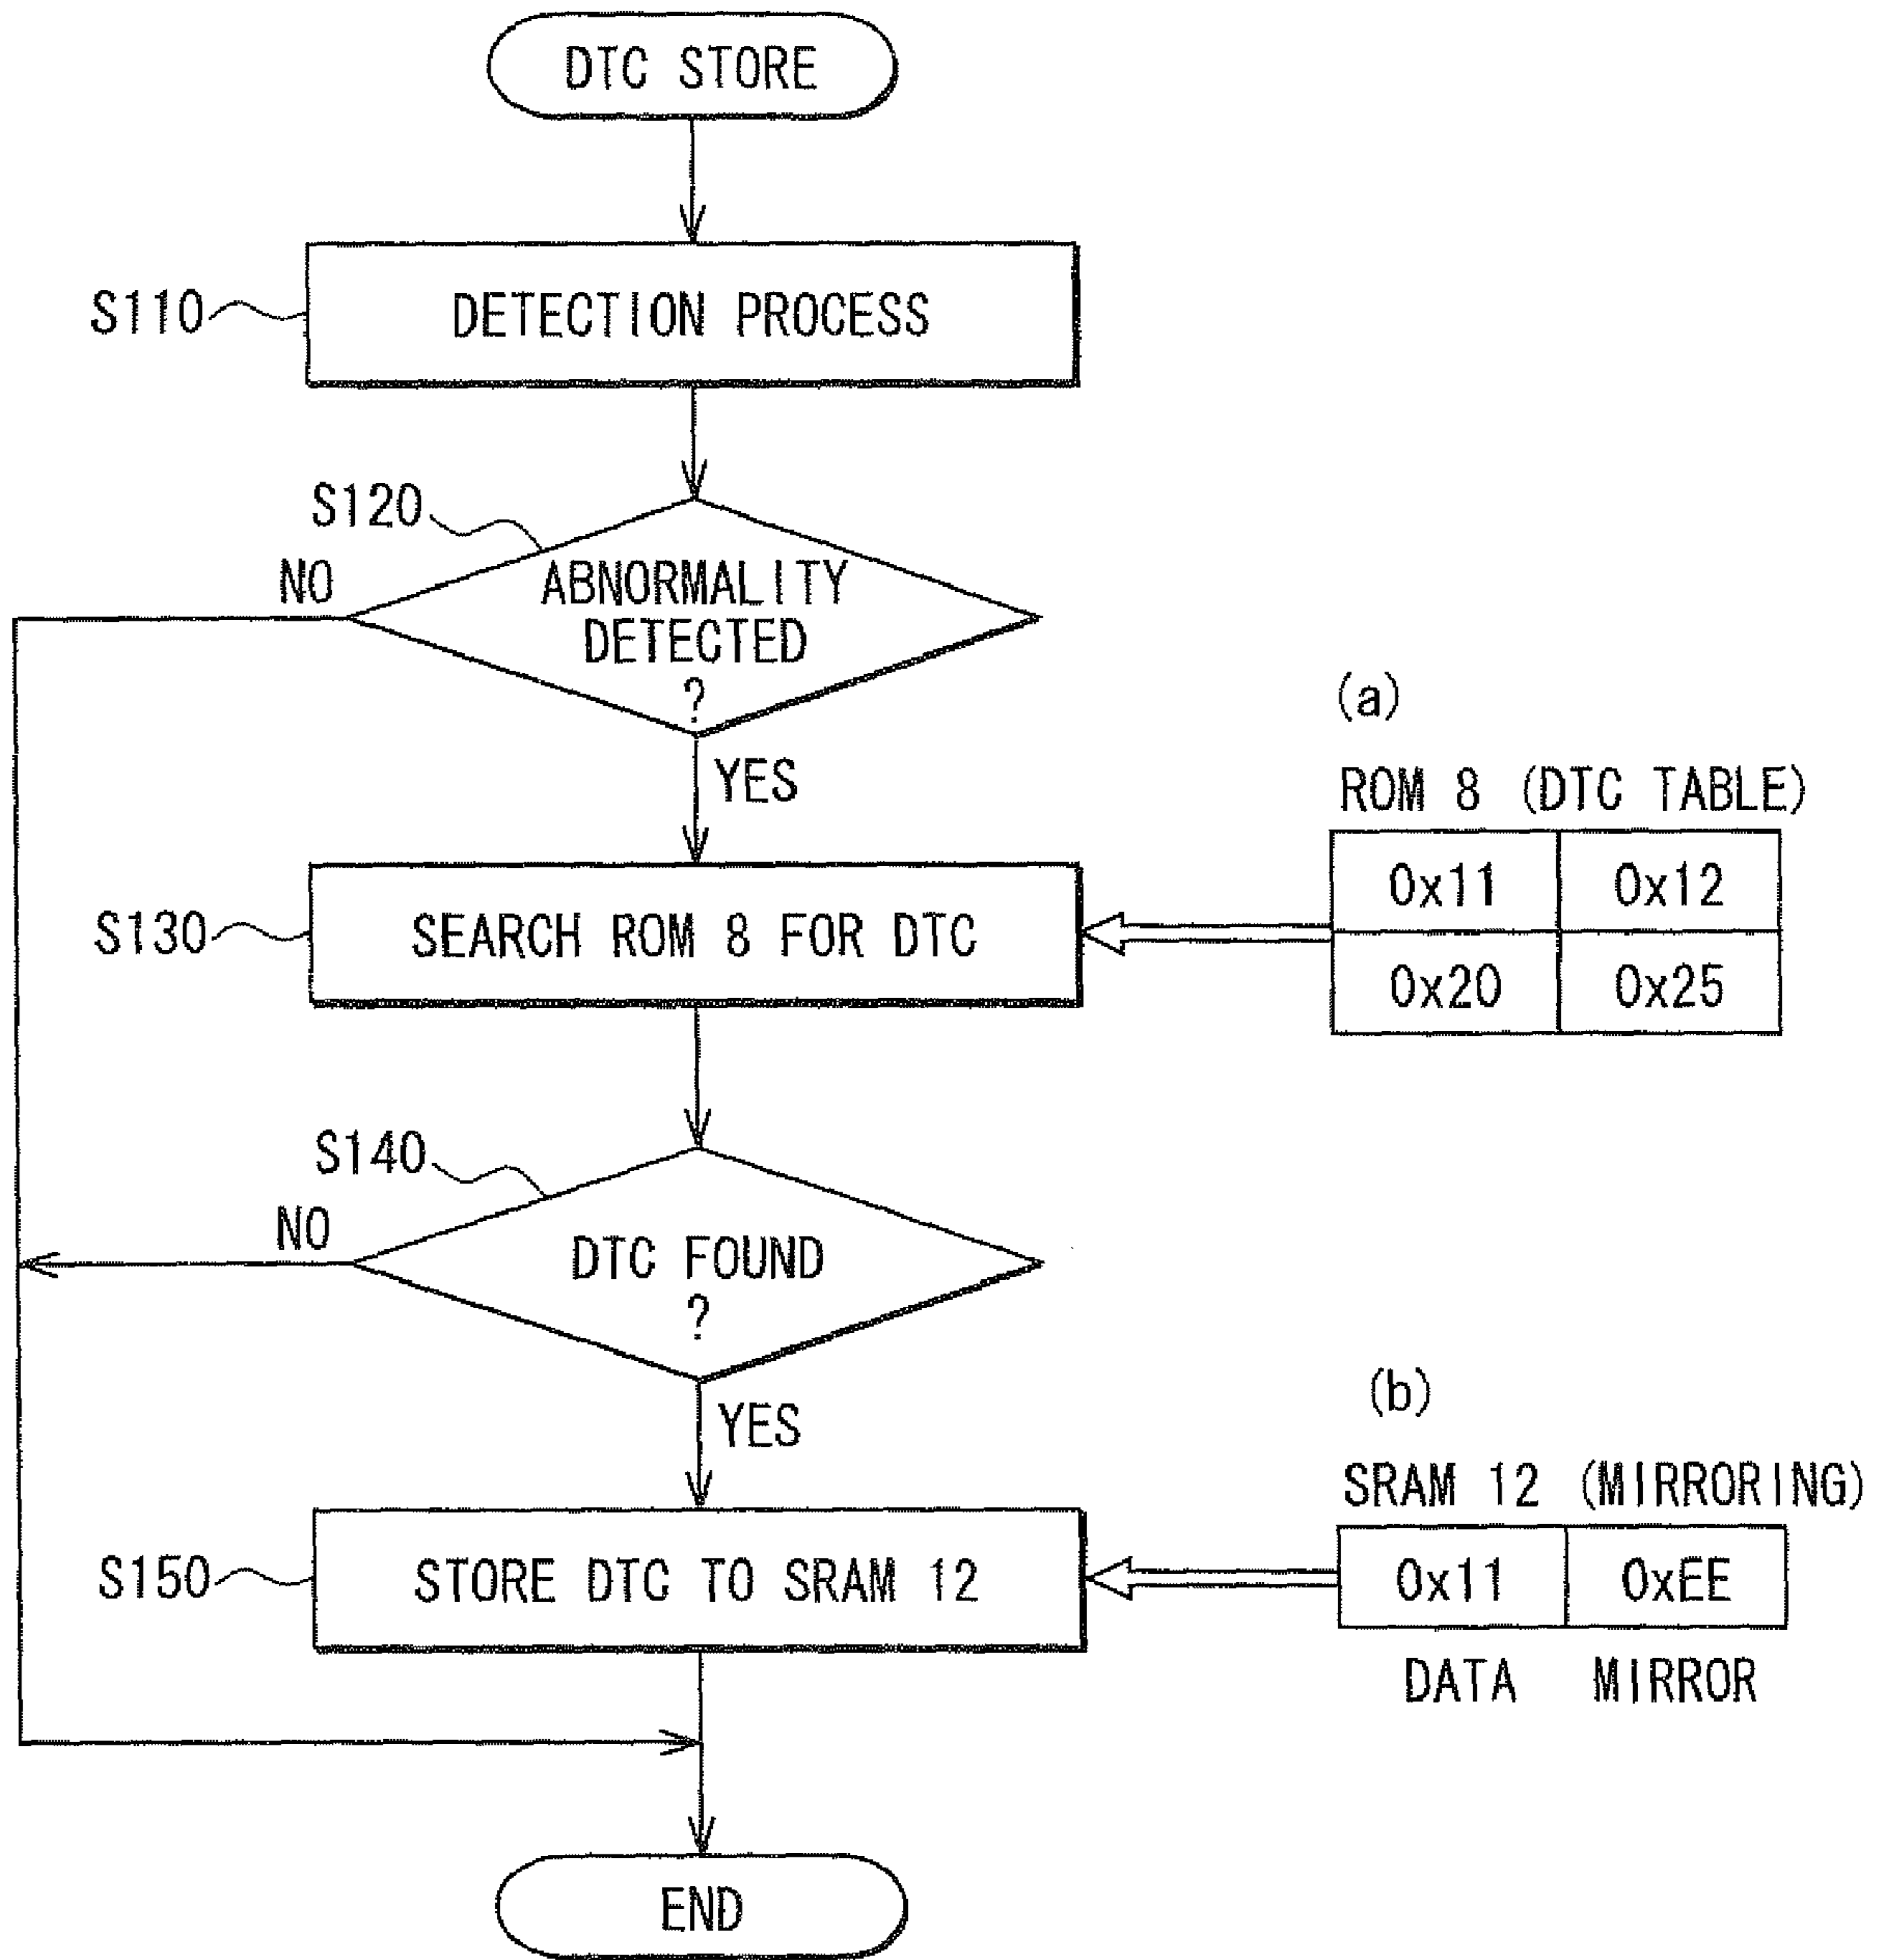 DTC STORE
S110
DETECTION PROCESS
S120
NO
ABNORMALITY
DETECTED
?
YES
(a)
ROM 8 (DTC TABLE)
0x11 0x12
0x20 0x25
S130
SEARCH ROM 8 FOR DTC
S140
NO
DTC FOUND
?
YES
(b)
SRAM 12 (MIRRORING)
0x11 0xEE
DATA MIRROR
S150
STORE DTC TO SRAM 12
END